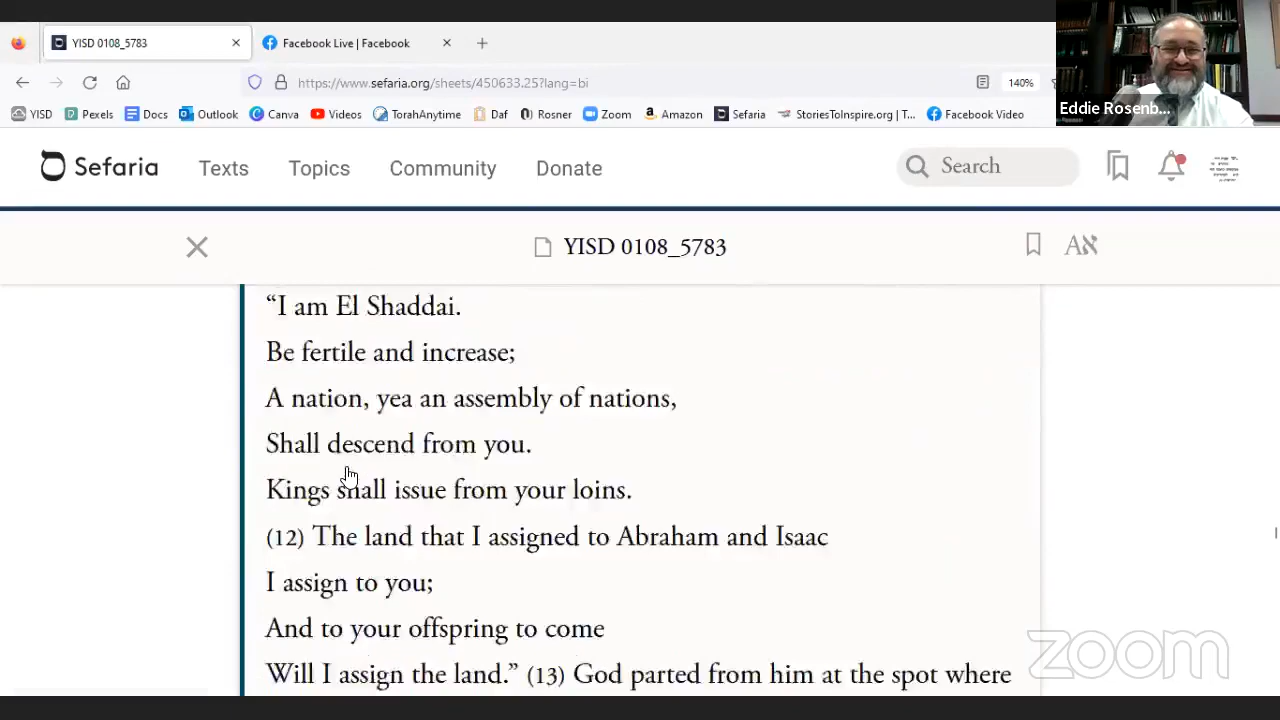 YISD 0108_5783
Facebook Live | Facebook
https://www.sefaria.org/sheets/450633.25?lang=bi
140%
YISD Pexels Docs Outlook Canva Videos TorahAnytime Daf Rosner Zoom Amazon Sefaria StoriesToInspire.org | T... Facebook Video
Eddie Rosenb...
Sefaria Texts Topics Community Donate Search
YISD 0108_5783
Aא
“I am El Shaddai.
Be fertile and increase;
A nation, yea an assembly of nations,
Shall descend from you.
Kings shall issue from your loins.
(12) The land that I assigned to Abraham and Isaac
I assign to you;
And to your offspring to come
Will I assign the land.” (13) God parted from him at the spot where
zoom